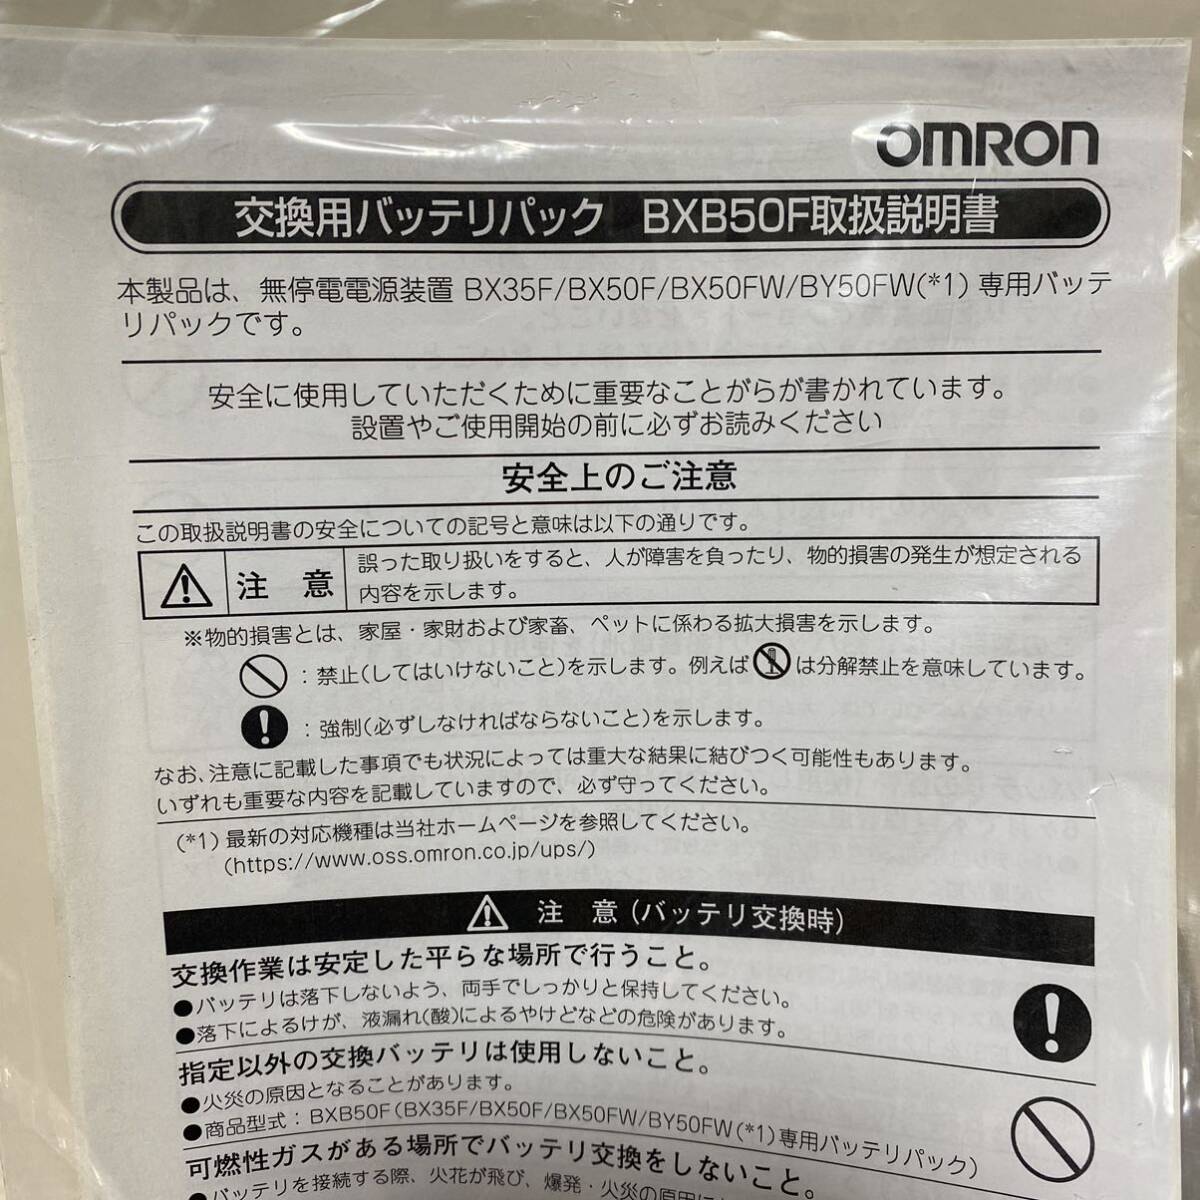 OMRON
交換用バッテリパック BXB50F取扱説明書
本製品は、無停電電源装置 BX35F/BX50F/BX50FW/BY50FW(*1) 専用バッテ
リパックです。
安全に使用していただくために重要なことがらが書かれています。
設置やご使用開始の前に必ずお読みください
安全上のご注意
この取扱説明書の安全についての記号と意味は以下の通りです。
注 意
誤った取り扱いをすると、人が障害を負ったり、物的損害の発生が想定される
内容を示します。
※物的損害とは、家屋・家財および家畜、ペットに係わる拡大損害を示します。
：禁止(してはいけないこと)を示します。例えば は分解禁止を意味しています。
：強制(必ずしなければならないこと)を示します。
なお、注意に記載した事項でも状況によっては重大な結果に結びつく可能性もあります。
いずれも重要な内容を記載していますので、必ず守ってください。
(*1) 最新の対応機種は当社ホームページを参照してください。
(https://www.oss.omron.co.jp/ups/)
注 意 (バッテリ交換時)
交換作業は安定した平らな場所で行うこと。
●バッテリは落下しないよう、両手でしっかりと保持してください。
●落下によるけが、液漏れ(酸)によるやけどなどの危険があります。
指定以外の交換バッテリは使用しないこと。
●火災の原因となることがあります。
●商品型式：BXB50F (BX35F/BX50F/BX50FW/BY50FW(*1)専用バッテリパック)
可燃性ガスがある場所でバッテリ交換をしないこと。
●バッテリを接続する際、火花が飛び、爆発・火災の原因に